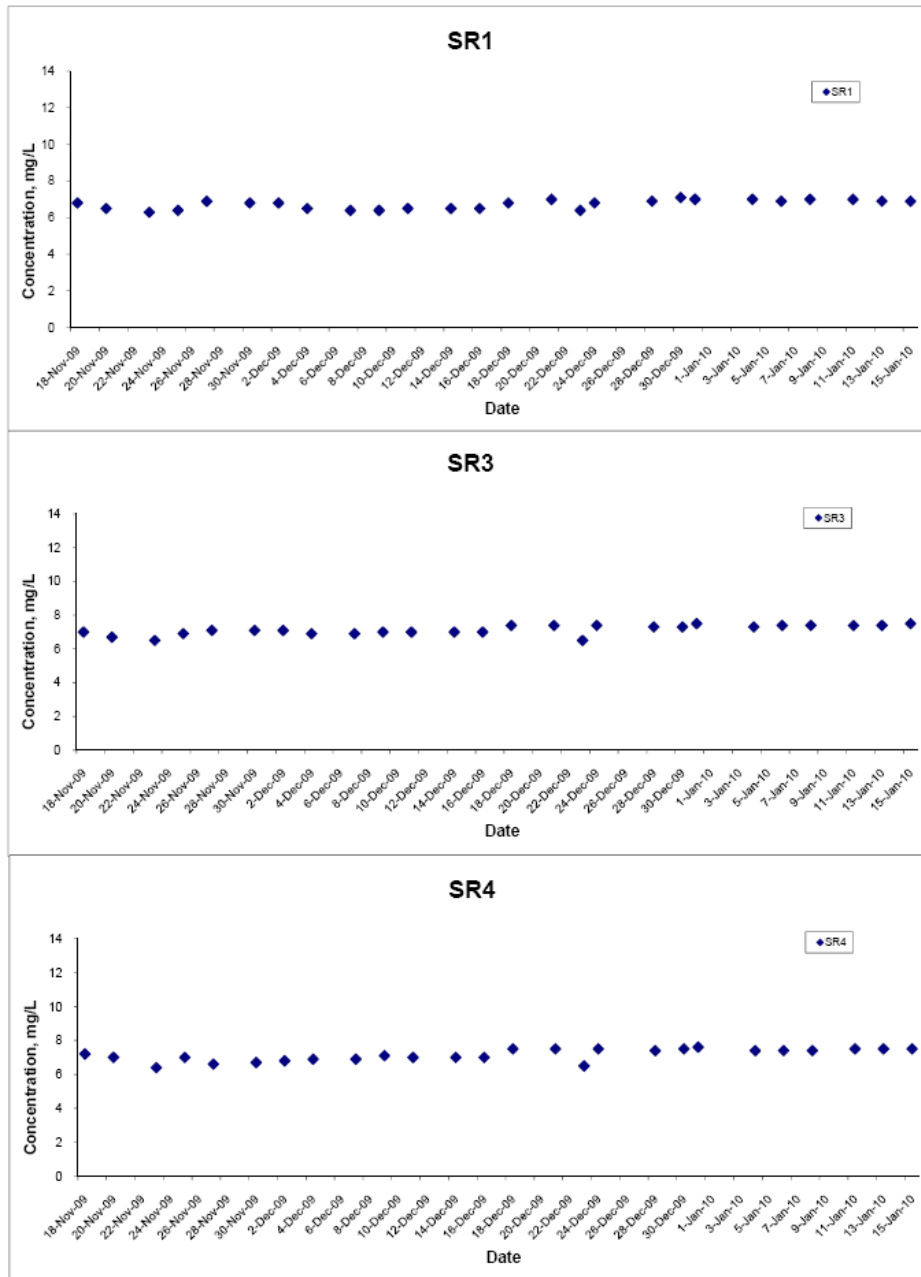 SR1
14
12
10
8
6
4
2
0
Concentration, mg/L
◆SR1
18-Nov-09 20-Nov-09 22-Nov-09 24-Nov-09 26-Nov-09 28-Nov-09 30-Nov-09 2-Dec-09 4-Dec-09 6-Dec-09 8-Dec-09 10-Dec-09 12-Dec-09 14-Dec-09 16-Dec-09 18-Dec-09 20-Dec-09 22-Dec-09 24-Dec-09 26-Dec-09 28-Dec-09 30-Dec-09 1-Jan-10 3-Jan-10 5-Jan-10 7-Jan-10 9-Jan-10 11-Jan-10 13-Jan-10 15-Jan-10
Date
SR3
14
12
10
8
6
4
2
0
Concentration, mg/L
◆SR3
18-Nov-09 20-Nov-09 22-Nov-09 24-Nov-09 26-Nov-09 28-Nov-09 30-Nov-09 2-Dec-09 4-Dec-09 6-Dec-09 8-Dec-09 10-Dec-09 12-Dec-09 14-Dec-09 16-Dec-09 18-Dec-09 20-Dec-09 22-Dec-09 24-Dec-09 26-Dec-09 28-Dec-09 30-Dec-09 1-Jan-10 3-Jan-10 5-Jan-10 7-Jan-10 9-Jan-10 11-Jan-10 13-Jan-10 15-Jan-10
Date
SR4
14
12
10
8
6
4
2
0
Concentration, mg/L
◆SR4
18-Nov-09 20-Nov-09 22-Nov-09 24-Nov-09 26-Nov-09 28-Nov-09 30-Nov-09 2-Dec-09 4-Dec-09 6-Dec-09 8-Dec-09 10-Dec-09 12-Dec-09 14-Dec-09 16-Dec-09 18-Dec-09 20-Dec-09 22-Dec-09 24-Dec-09 26-Dec-09 28-Dec-09 30-Dec-09 1-Jan-10 3-Jan-10 5-Jan-10 7-Jan-10 9-Jan-10 11-Jan-10 13-Jan-10 15-Jan-10
Date